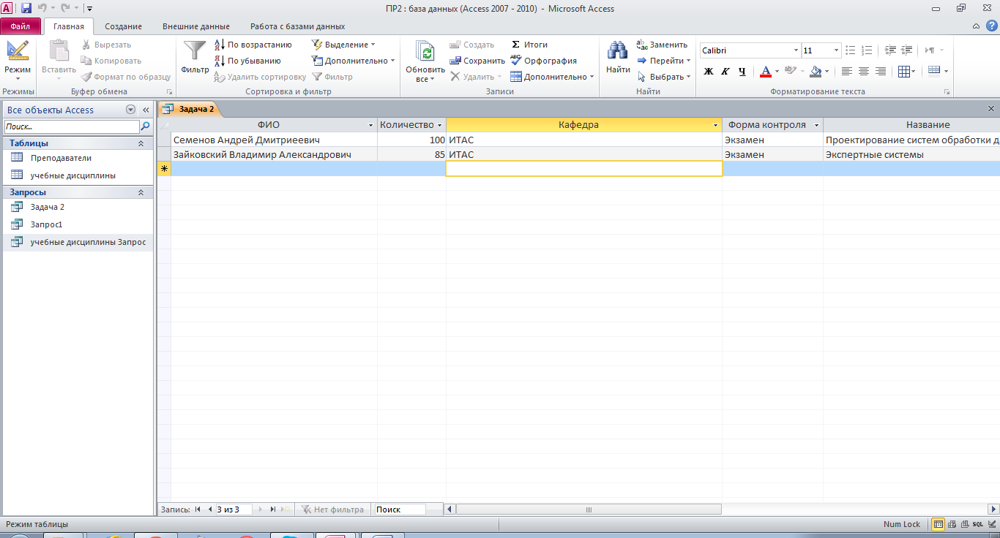 ПР2 : база данных (Access 2007 - 2010) - Microsoft Access
Файл Главная Создание Внешние данные Работа с базами данных
Режим
Режимы
Вставить
Вырезать
Копировать
Формат по образцу
Буфер обмена
Фильтр
По возрастанию
По убыванию
Удалить сортировку
Выделение
Дополнительно
Фильтр
Сортировка и фильтр
Обновить все
Создать
Сохранить
Удалить
Итоги
Орфография
Дополнительно
Записи
Найти
Заменить
Перейти
Выбрать
Найти
Calibri 11
Ж К Ч
Форматирование текста
Все объекты Access
Поиск...
Таблицы
Преподаватели
учебные дисциплины
Запросы
Задача 2
Запрос1
учебные дисциплины Запрос
Задача 2
ФИО Количество Кафедра Форма контроля Название
Семенов Андрей Дмитриеевич 100 ИТАС Экзамен Проектирование систем обработки да
Зайковский Владимир Александрович 85 ИТАС Экзамен Экспертные системы
Запись: 3 из 3 Нет фильтра Поиск
Режим таблицы Num Lock SQL